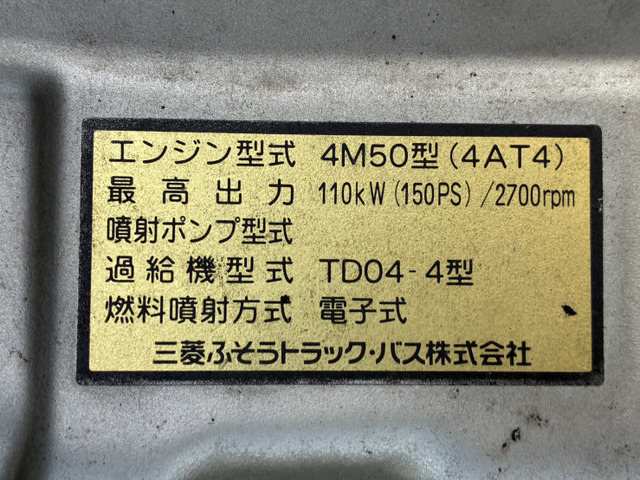 エンジン型式 4M50型(4AT4)
最高出力 110kW(150PS)/2700rpm
噴射ポンプ型式
過給機型式 TD04-4型
燃料噴射方式 電子式
三菱ふそうトラック・バス株式会社